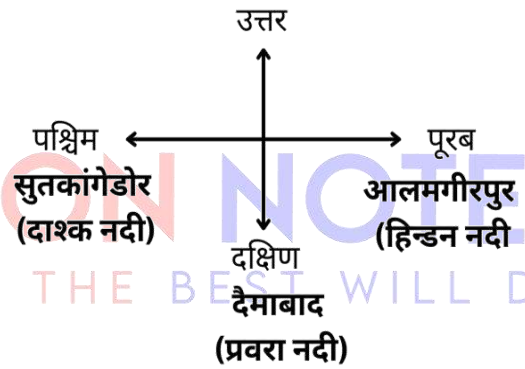 उत्तर
पश्चिम
पूरब
सुतकांगेडोर
(दाश्क नदी)
आलमगीरपुर
(हिन्डन नदी
ON NOTE
दक्षिण
THE BEST WILL D
दैमाबाद
(प्रवरा नदी)